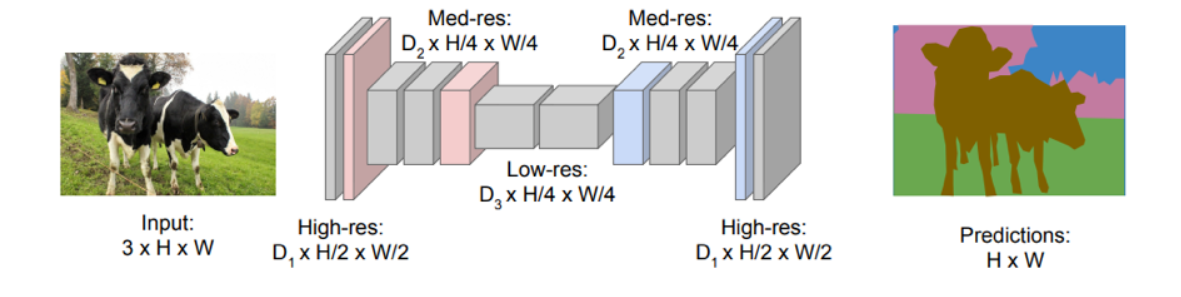 Med-res:
D2 x H/4 x W/4
Med-res:
D2 x H/4 x W/4
Low-res:
D3 x H/4 x W/4
Input:
3 x H x W
High-res:
D1 x H/2 x W/2
High-res:
D1 x H/2 x W/2
Predictions:
H x W